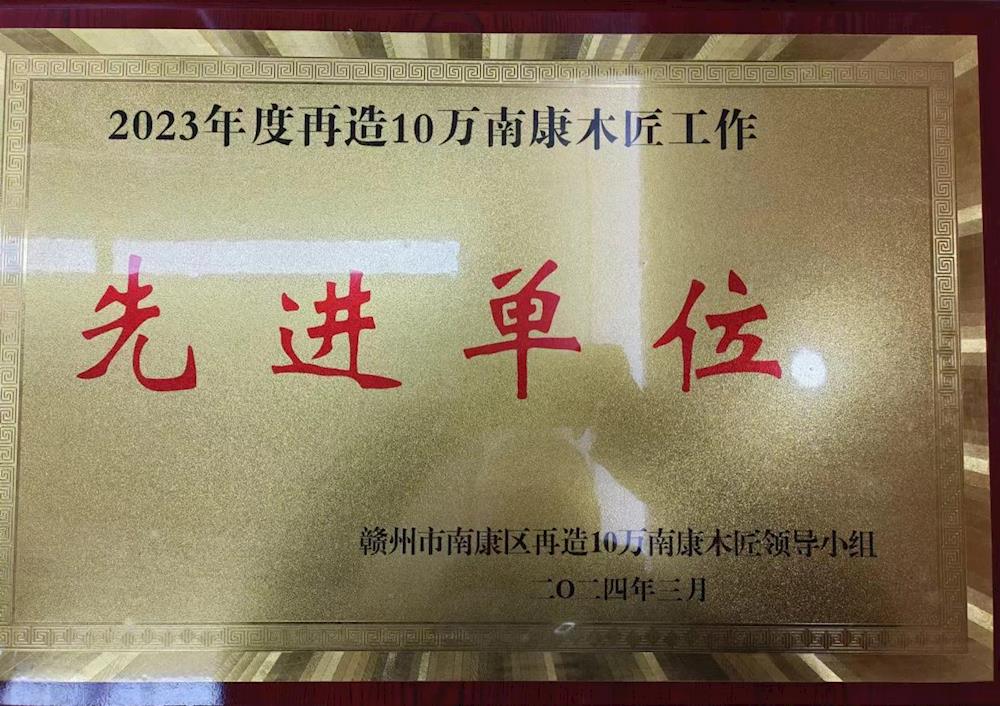 2023年度再造10万南康木匠工作
先进单位
赣州市南康区再造10万南康木匠领导小组
二O二四年三月